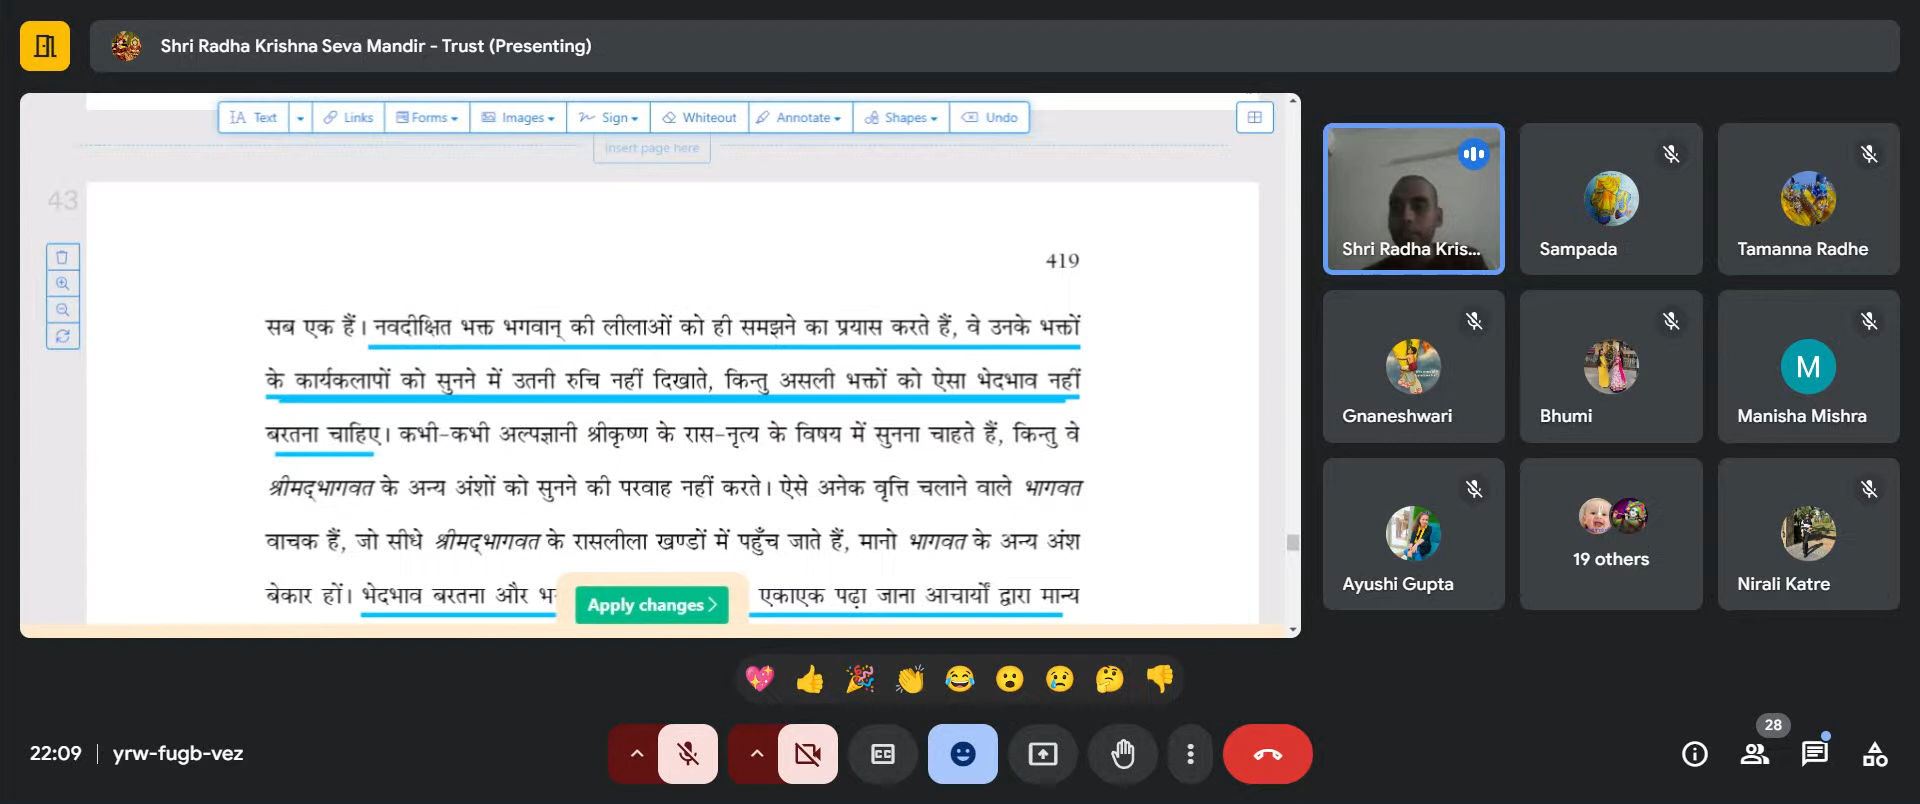 Shri Radha Krishna Seva Mandir - Trust (Presenting)
Text Links Forms Images Sign Whiteout Annotate Shapes Undo
insert page here
43
419
सब एक हैं। नवदीक्षित भक्त भगवान् की लीलाओं को ही समझने का प्रयास करते हैं, वे उनके भक्तों
के कार्यकलापों को सुनने में उतनी रुचि नहीं दिखाते, किन्तु असली भक्तों को ऐसा भेदभाव नहीं
बरतना चाहिए। कभी-कभी अल्पज्ञानी श्रीकृष्ण के रास-नृत्य के विषय में सुनना चाहते हैं, किन्तु वे
श्रीमद्भागवत के अन्य अंशों को सुनने की परवाह नहीं करते। ऐसे अनेक वृत्ति चलाने वाले भागवत
वाचक हैं, जो सीधे श्रीमद्भागवत के रासलीला खण्डों में पहुँच जाते हैं, मानो भागवत के अन्य अंश
बेकार हों। भेदभाव बरतना और एकाएक पढ़ा जाना आचार्यों द्वारा मान्य
Apply changes
Shri Radha Kris...
Sampada
Tamanna Radhe
Gnaneshwari
Bhumi
M
Manisha Mishra
Ayushi Gupta
19 others
Nirali Katre
22:09 | yrw-fugb-vez
CC
28